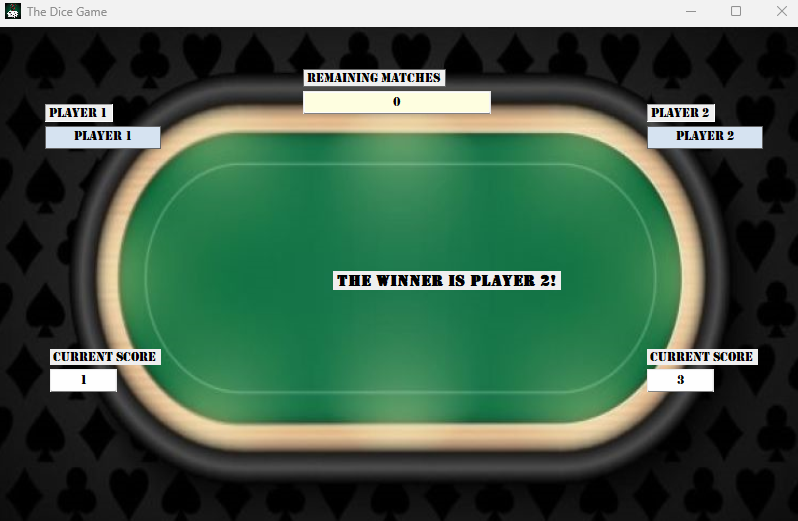 The Dice Game
REMAINING MATCHES
0
PLAYER 1
PLAYER 1
PLAYER 2
PLAYER 2
THE WINNER IS PLAYER 2!
CURRENT SCORE
1
CURRENT SCORE
3